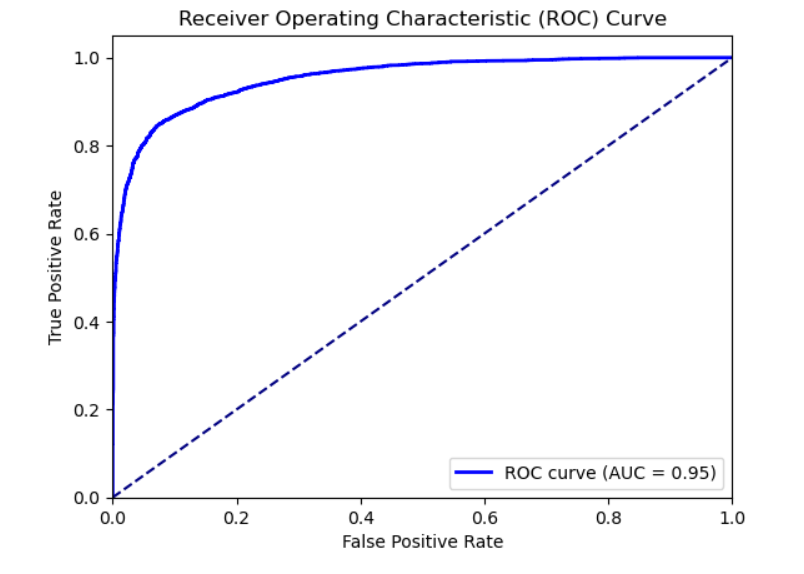 Receiver Operating Characteristic (ROC) Curve
1.0
0.8
0.6
0.4
0.2
0.0
True Positive Rate
ROC curve (AUC = 0.95)
0.0 0.2 0.4 0.6 0.8 1.0
False Positive Rate